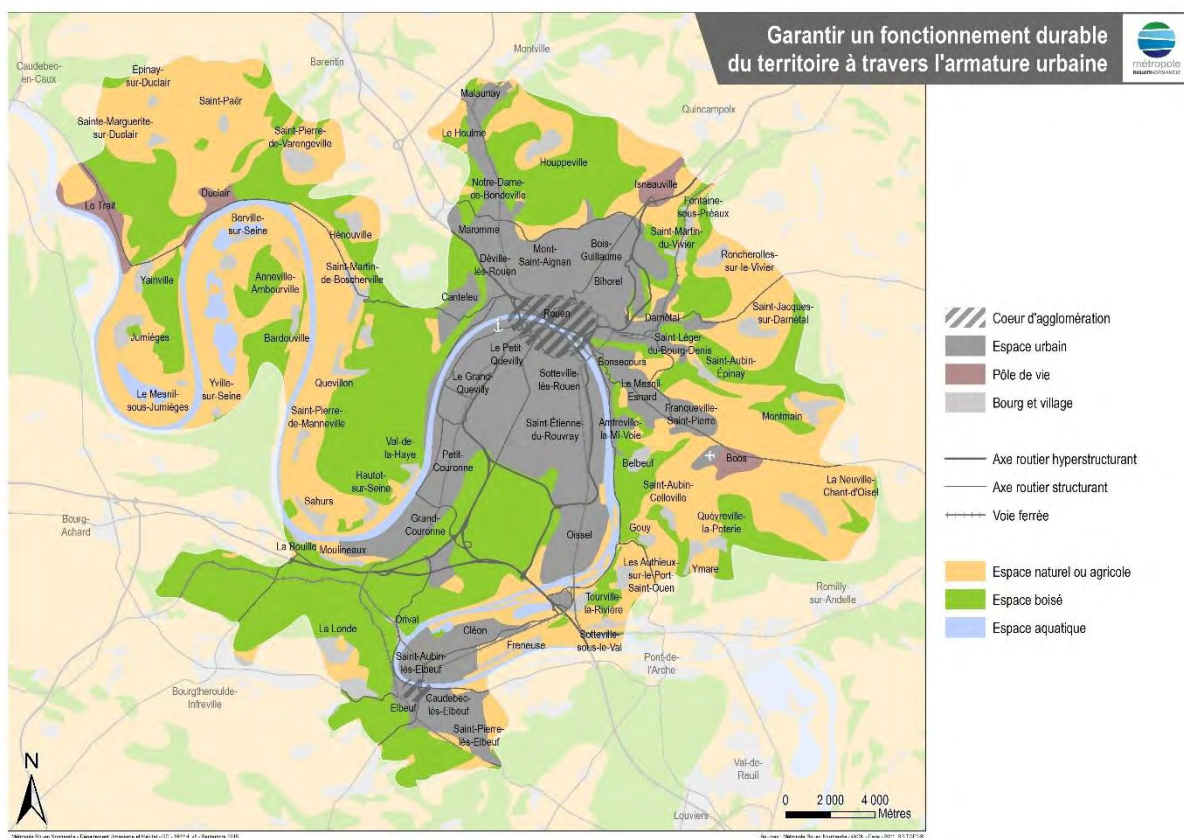 Garantir un fonctionnement durable
du territoire à travers l'armature urbaine
métropole
ROUENNORMANDIE
Caudebec-
en-Caux
Épinay-
sur-Duclair
Barentin
Montville
Malaunay
Saint-Paër
Sainte-Marguerite-
sur-Duclair
Saint-Pierre-
de-Varengeville
Le Houlme
Quincampoix
Houppeville
Isneauville
Notre-Dame-
de-Bondeville
Fontaine-
sous-Préaux
Le Trait
Duclair
Berville-
sur-Seine
Hénouville
Maromme
Mont-
Saint-Aignan
Bois-
Guillaume
Saint-Martin
du-Vivier
Roncherolles-
sur-le-Vivier
Yainville
Anneville-
Ambourville
Saint-Martin-
de-Boscherville
Déville-
lès-Rouen
Bihorel
Canteleu
Rouen
Darnétal
Saint-Jacques-
sur-Darnétal
Jumièges
Bardouville
Le Petit
Quevilly
Saint-Léger
du-Bourg-Denis
Bonsecours
Saint-Aubin-
Épinay
Le Mesnil-
sous-Jumièges
Yville-
sur-Seine
Quevillon
Le Grand-
Quevilly
Sotteville-
lès-Rouen
Le Mesnil
Esnard
Franqueville-
Saint-Pierre
Montmain
Saint-Pierre-
de-Manneville
Val-de-
la-Haye
Saint-Étienne-
du-Rouvray
Amfreville-
la-Mi-Voie
Petit-
Couronne
Belbeuf
Boos
Hautot-
sur-Seine
Saint-Aubin-
Celloville
La Neuville-
Chant-d'Oisel
Sahurs
Grand-
Couronne
Quévreville-
la-Poterie
Bourg-
Achard
La Bouille
Moulineaux
Oissel
Gouy
Les Authieux-
sur-le-Port-
Saint-Ouen
Ymare
Romilly-
sur-Andelle
Tourville-
la-Rivière
La Londe
Orival
Cléon
Freneuse
Sotteville-
sous-le-Val
Saint-Aubin-
lès-Elbeuf
Pont-de-
l'Arche
Bourgtheroulde-
Infreville
Elbeuf
Caudebec-
lès-Elbeuf
Saint-Pierre-
lès-Elbeuf
Val-de-
Reuil
Louviers
N
0 2 000 4 000
Mètres
Coeur d'agglomération
Espace urbain
Pôle de vie
Bourg et village
Axe routier hyperstructurant
Axe routier structurant
Voie ferrée
Espace naturel ou agricole
Espace boisé
Espace aquatique